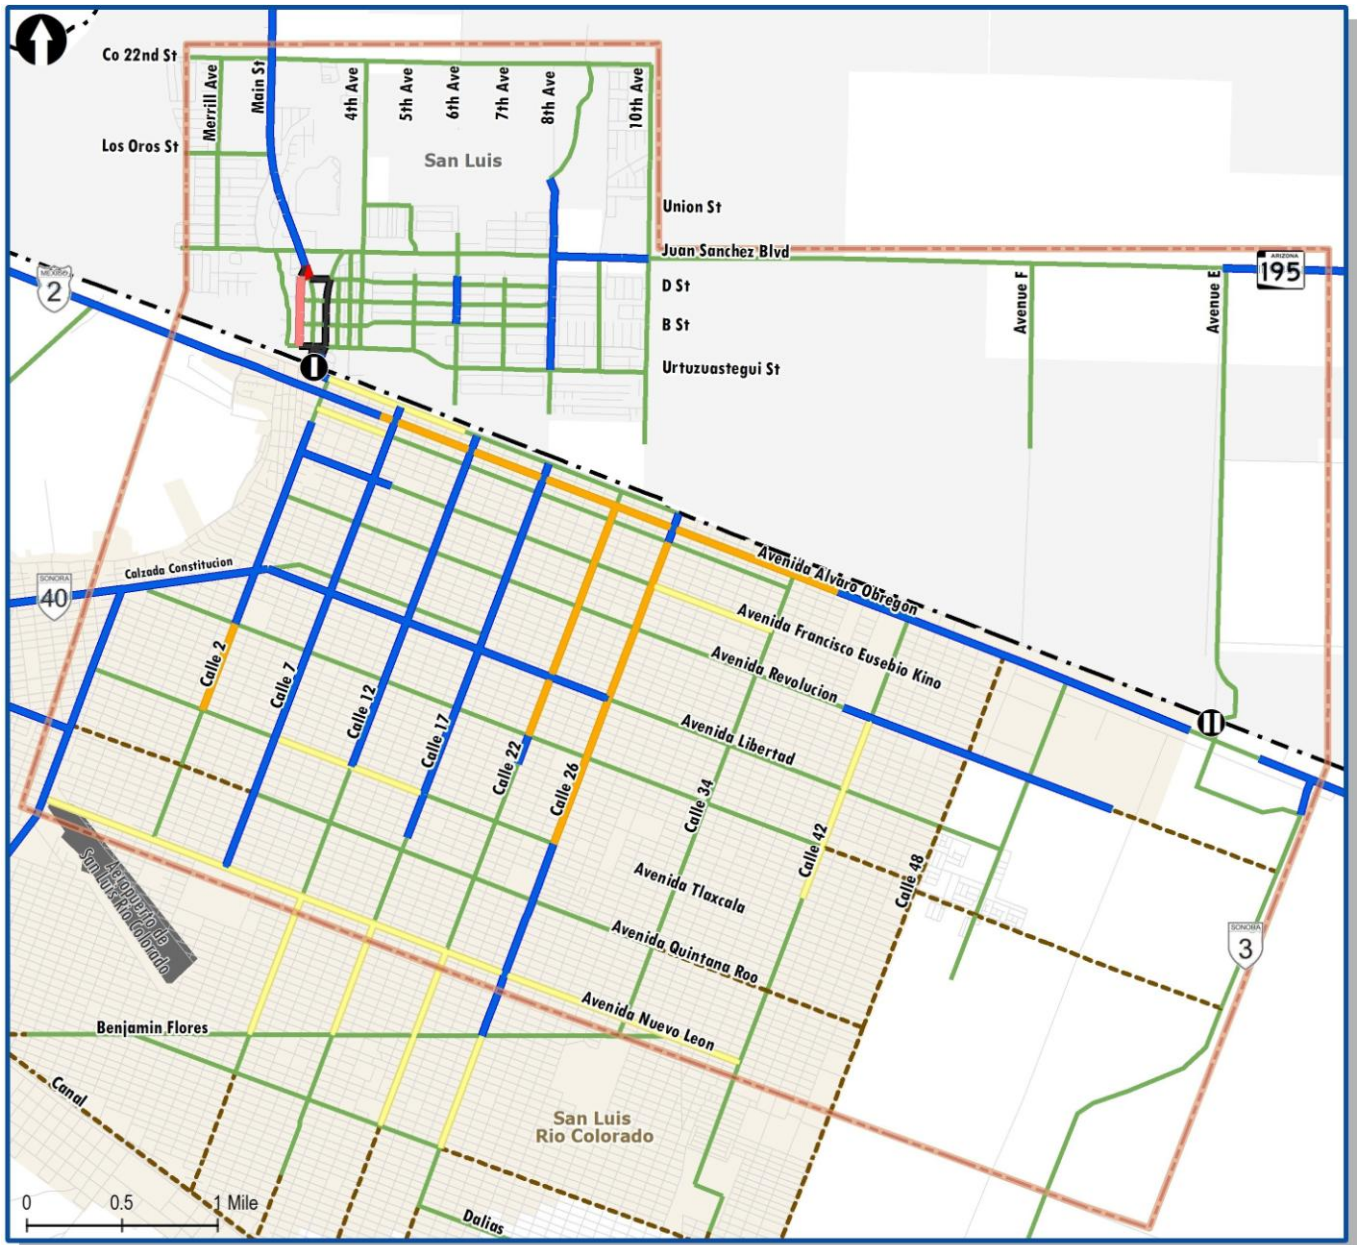 Co 22nd St
Merrill Ave
Main St
4th Ave
5th Ave
6th Ave
7th Ave
8th Ave
10th Ave
Los Oros St
San Luis
Union St
Juan Sanchez Blvd
ARIZONA
195
MEXICO
2
D St
Avenue F
Avenue E
B St
Urtuzuastegui St
I
Avenida Alvaro Obregon
Calzada Constitucion
SONORA
40
Avenida Francisco Eusebio Kino
Avenida Revolucion
Calle 2
Calle 7
Calle 12
Calle 17
Calle 22
Calle 26
Avenida Libertad
II
Calle 34
Calle 42
Calle 48
Avenida Tlaxcala
Aeropuerto de
San Luis Rio Colorado
Avenida Quintana Roo
SONORA
3
Avenida Nuevo Leon
Benjamin Flores
Canal
San Luis
Rio Colorado
0 0.5 1 Mile
Dalias